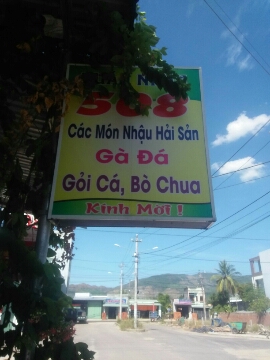 508
Các Món Nhậu Hải Sản
Gà Đá
Gỏi Cá, Bò Chua
Kính Mời !